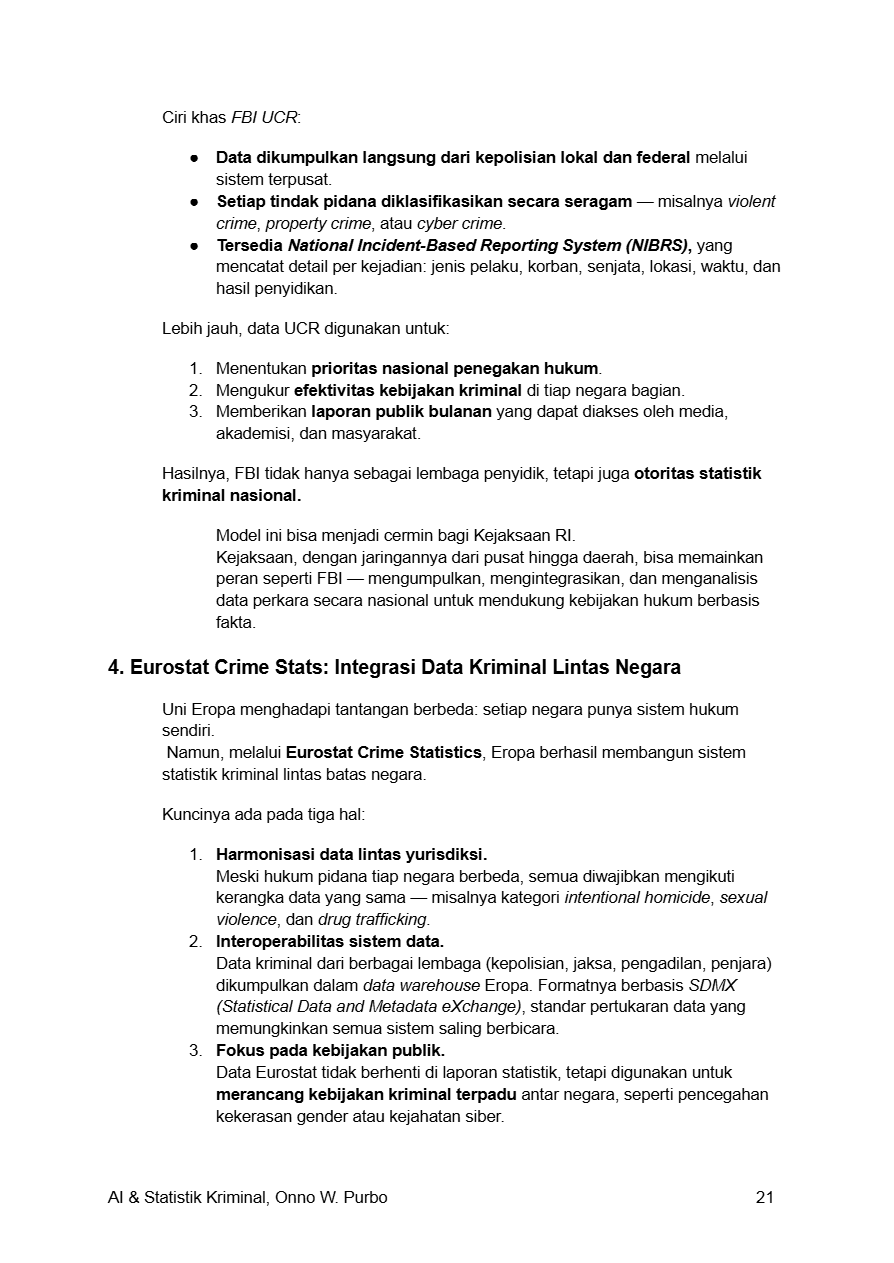 Ciri khas FBI UCR:
● Data dikumpulkan langsung dari kepolisian lokal dan federal melalui
sistem terpusat.
● Setiap tindak pidana diklasifikasikan secara seragam — misalnya violent
crime, property crime, atau cyber crime.
● Tersedia National Incident-Based Reporting System (NIBRS), yang
mencatat detail per kejadian: jenis pelaku, korban, senjata, lokasi, waktu, dan
hasil penyidikan.
Lebih jauh, data UCR digunakan untuk:
1. Menentukan prioritas nasional penegakan hukum.
2. Mengukur efektivitas kebijakan kriminal di tiap negara bagian.
3. Memberikan laporan publik bulanan yang dapat diakses oleh media,
akademisi, dan masyarakat.
Hasilnya, FBI tidak hanya sebagai lembaga penyidik, tetapi juga otoritas statistik
kriminal nasional.
Model ini bisa menjadi cermin bagi Kejaksaan RI.
Kejaksaan, dengan jaringannya dari pusat hingga daerah, bisa memainkan
peran seperti FBI — mengumpulkan, mengintegrasikan, dan menganalisis
data perkara secara nasional untuk mendukung kebijakan hukum berbasis
fakta.
4. Eurostat Crime Stats: Integrasi Data Kriminal Lintas Negara
Uni Eropa menghadapi tantangan berbeda: setiap negara punya sistem hukum
sendiri.
Namun, melalui Eurostat Crime Statistics, Eropa berhasil membangun sistem
statistik kriminal lintas batas negara.
Kuncinya ada pada tiga hal:
1. Harmonisasi data lintas yurisdiksi.
Meski hukum pidana tiap negara berbeda, semua diwajibkan mengikuti
kerangka data yang sama — misalnya kategori intentional homicide, sexual
violence, dan drug trafficking.
2. Interoperabilitas sistem data.
Data kriminal dari berbagai lembaga (kepolisian, jaksa, pengadilan, penjara)
dikumpulkan dalam data warehouse Eropa. Formatnya berbasis SDMX
(Statistical Data and Metadata eXchange), standar pertukaran data yang
memungkinkan semua sistem saling berbicara.
3. Fokus pada kebijakan publik.
Data Eurostat tidak berhenti di laporan statistik, tetapi digunakan untuk
merancang kebijakan kriminal terpadu antar negara, seperti pencegahan
kekerasan gender atau kejahatan siber.
AI & Statistik Kriminal, Onno W. Purbo 21